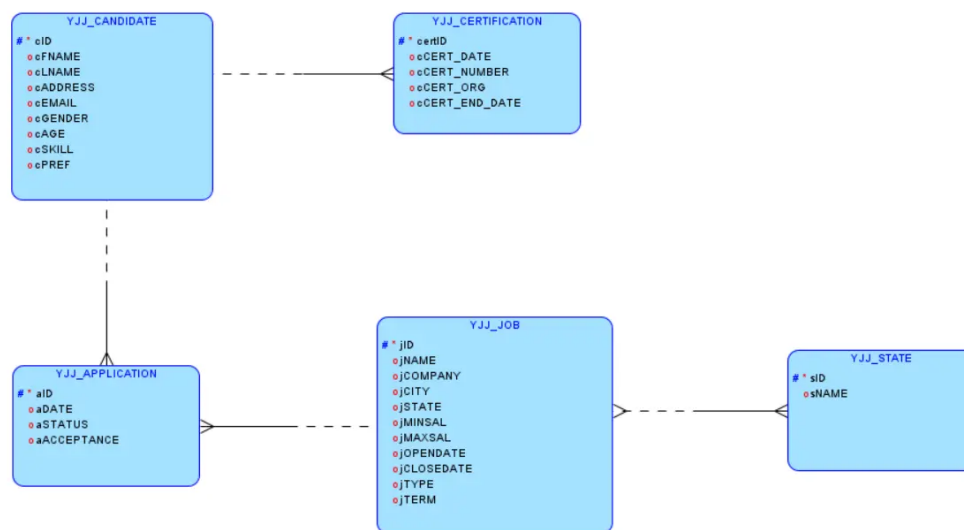 YJJ_CANDIDATE
# * cID
o cFNAME
o cLNAME
o cADDRESS
o cEMAIL
o cGENDER
o cAGE
o cSKILL
o cPREF
YJJ_CERTIFICATION
# * certID
o cCERT_DATE
o cCERT_NUMBER
o cCERT_ORG
o cCERT_END_DATE
YJJ_APPLICATION
# * aID
o aDATE
o aSTATUS
o aACCEPTANCE
YJJ_JOB
# * jID
o jNAME
o jCOMPANY
o jCITY
o jSTATE
o jMINSAL
o jMAXSAL
o jOPENDATE
o jCLOSEDATE
o jTYPE
o jTERM
YJJ_STATE
# * sID
o sNAME